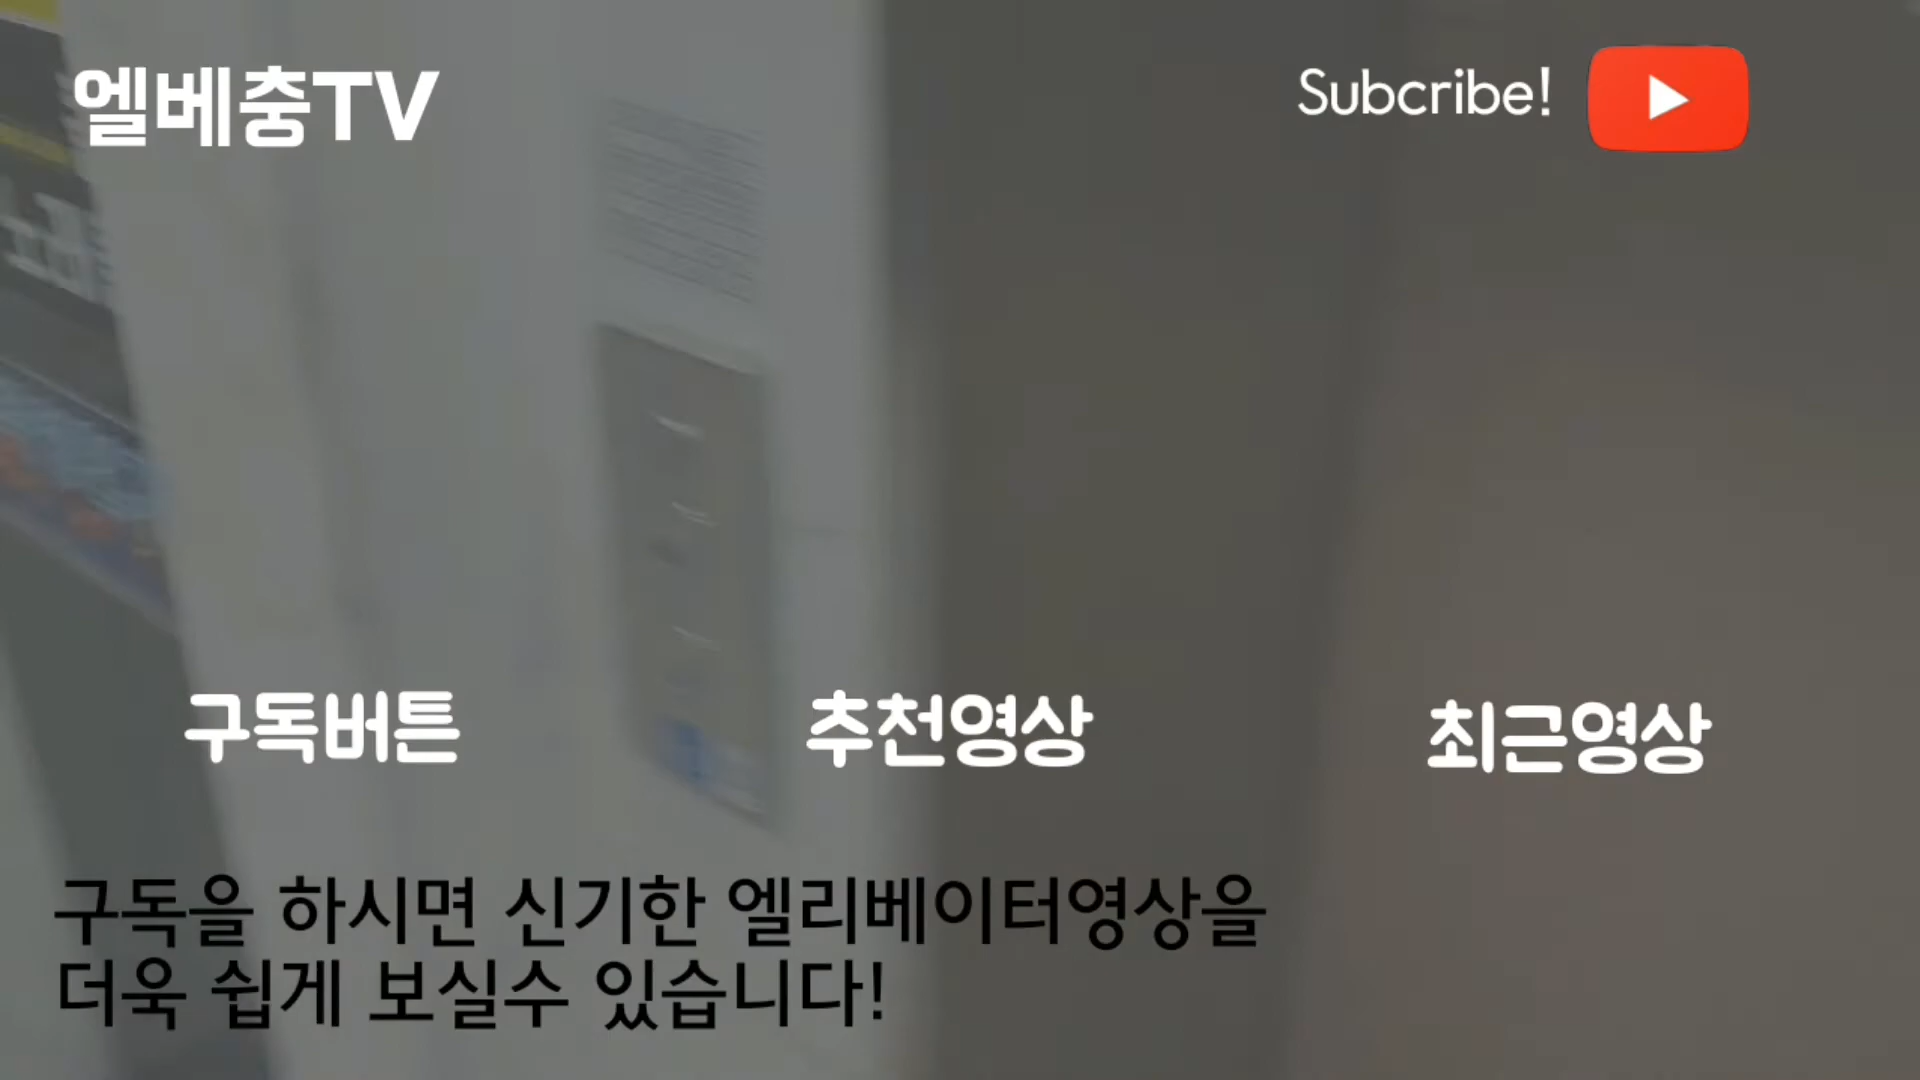 엘베충TV
Subcribe!
구독버튼
추천영상
최근영상
구독을 하시면 신기한 엘리베이터영상을
더욱 쉽게 보실수 있습니다!